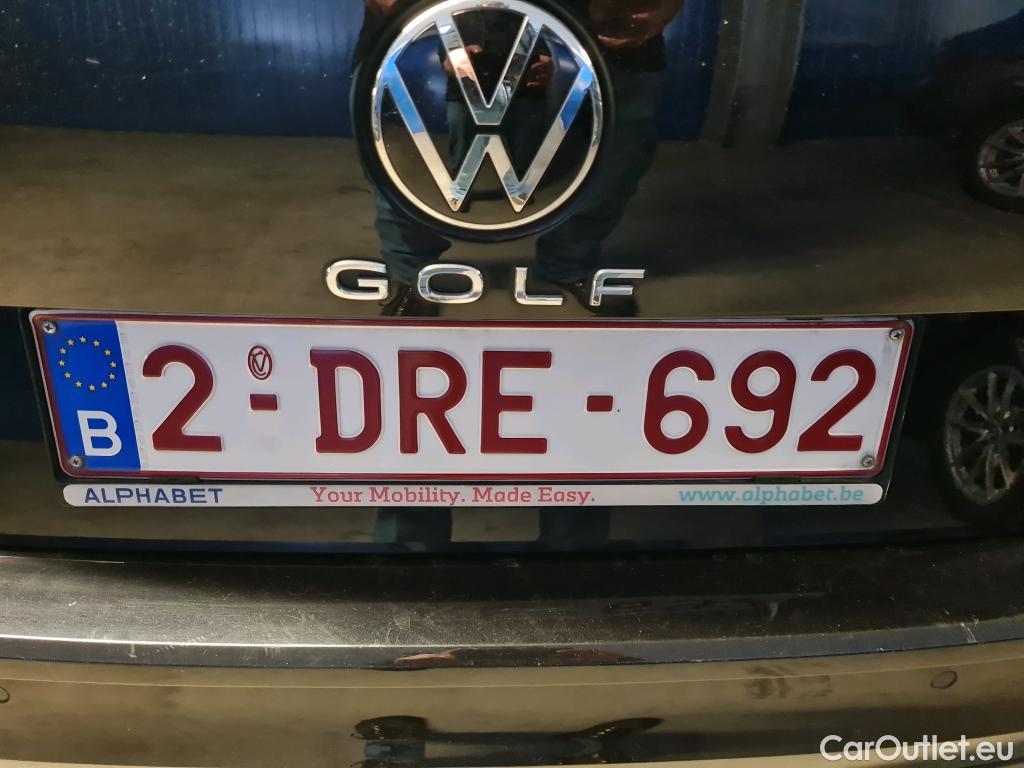 GOLF
B 2-DRE-692
ALPHABET Your Mobility. Made Easy. www.alphabet.be
CarOutlet.eu